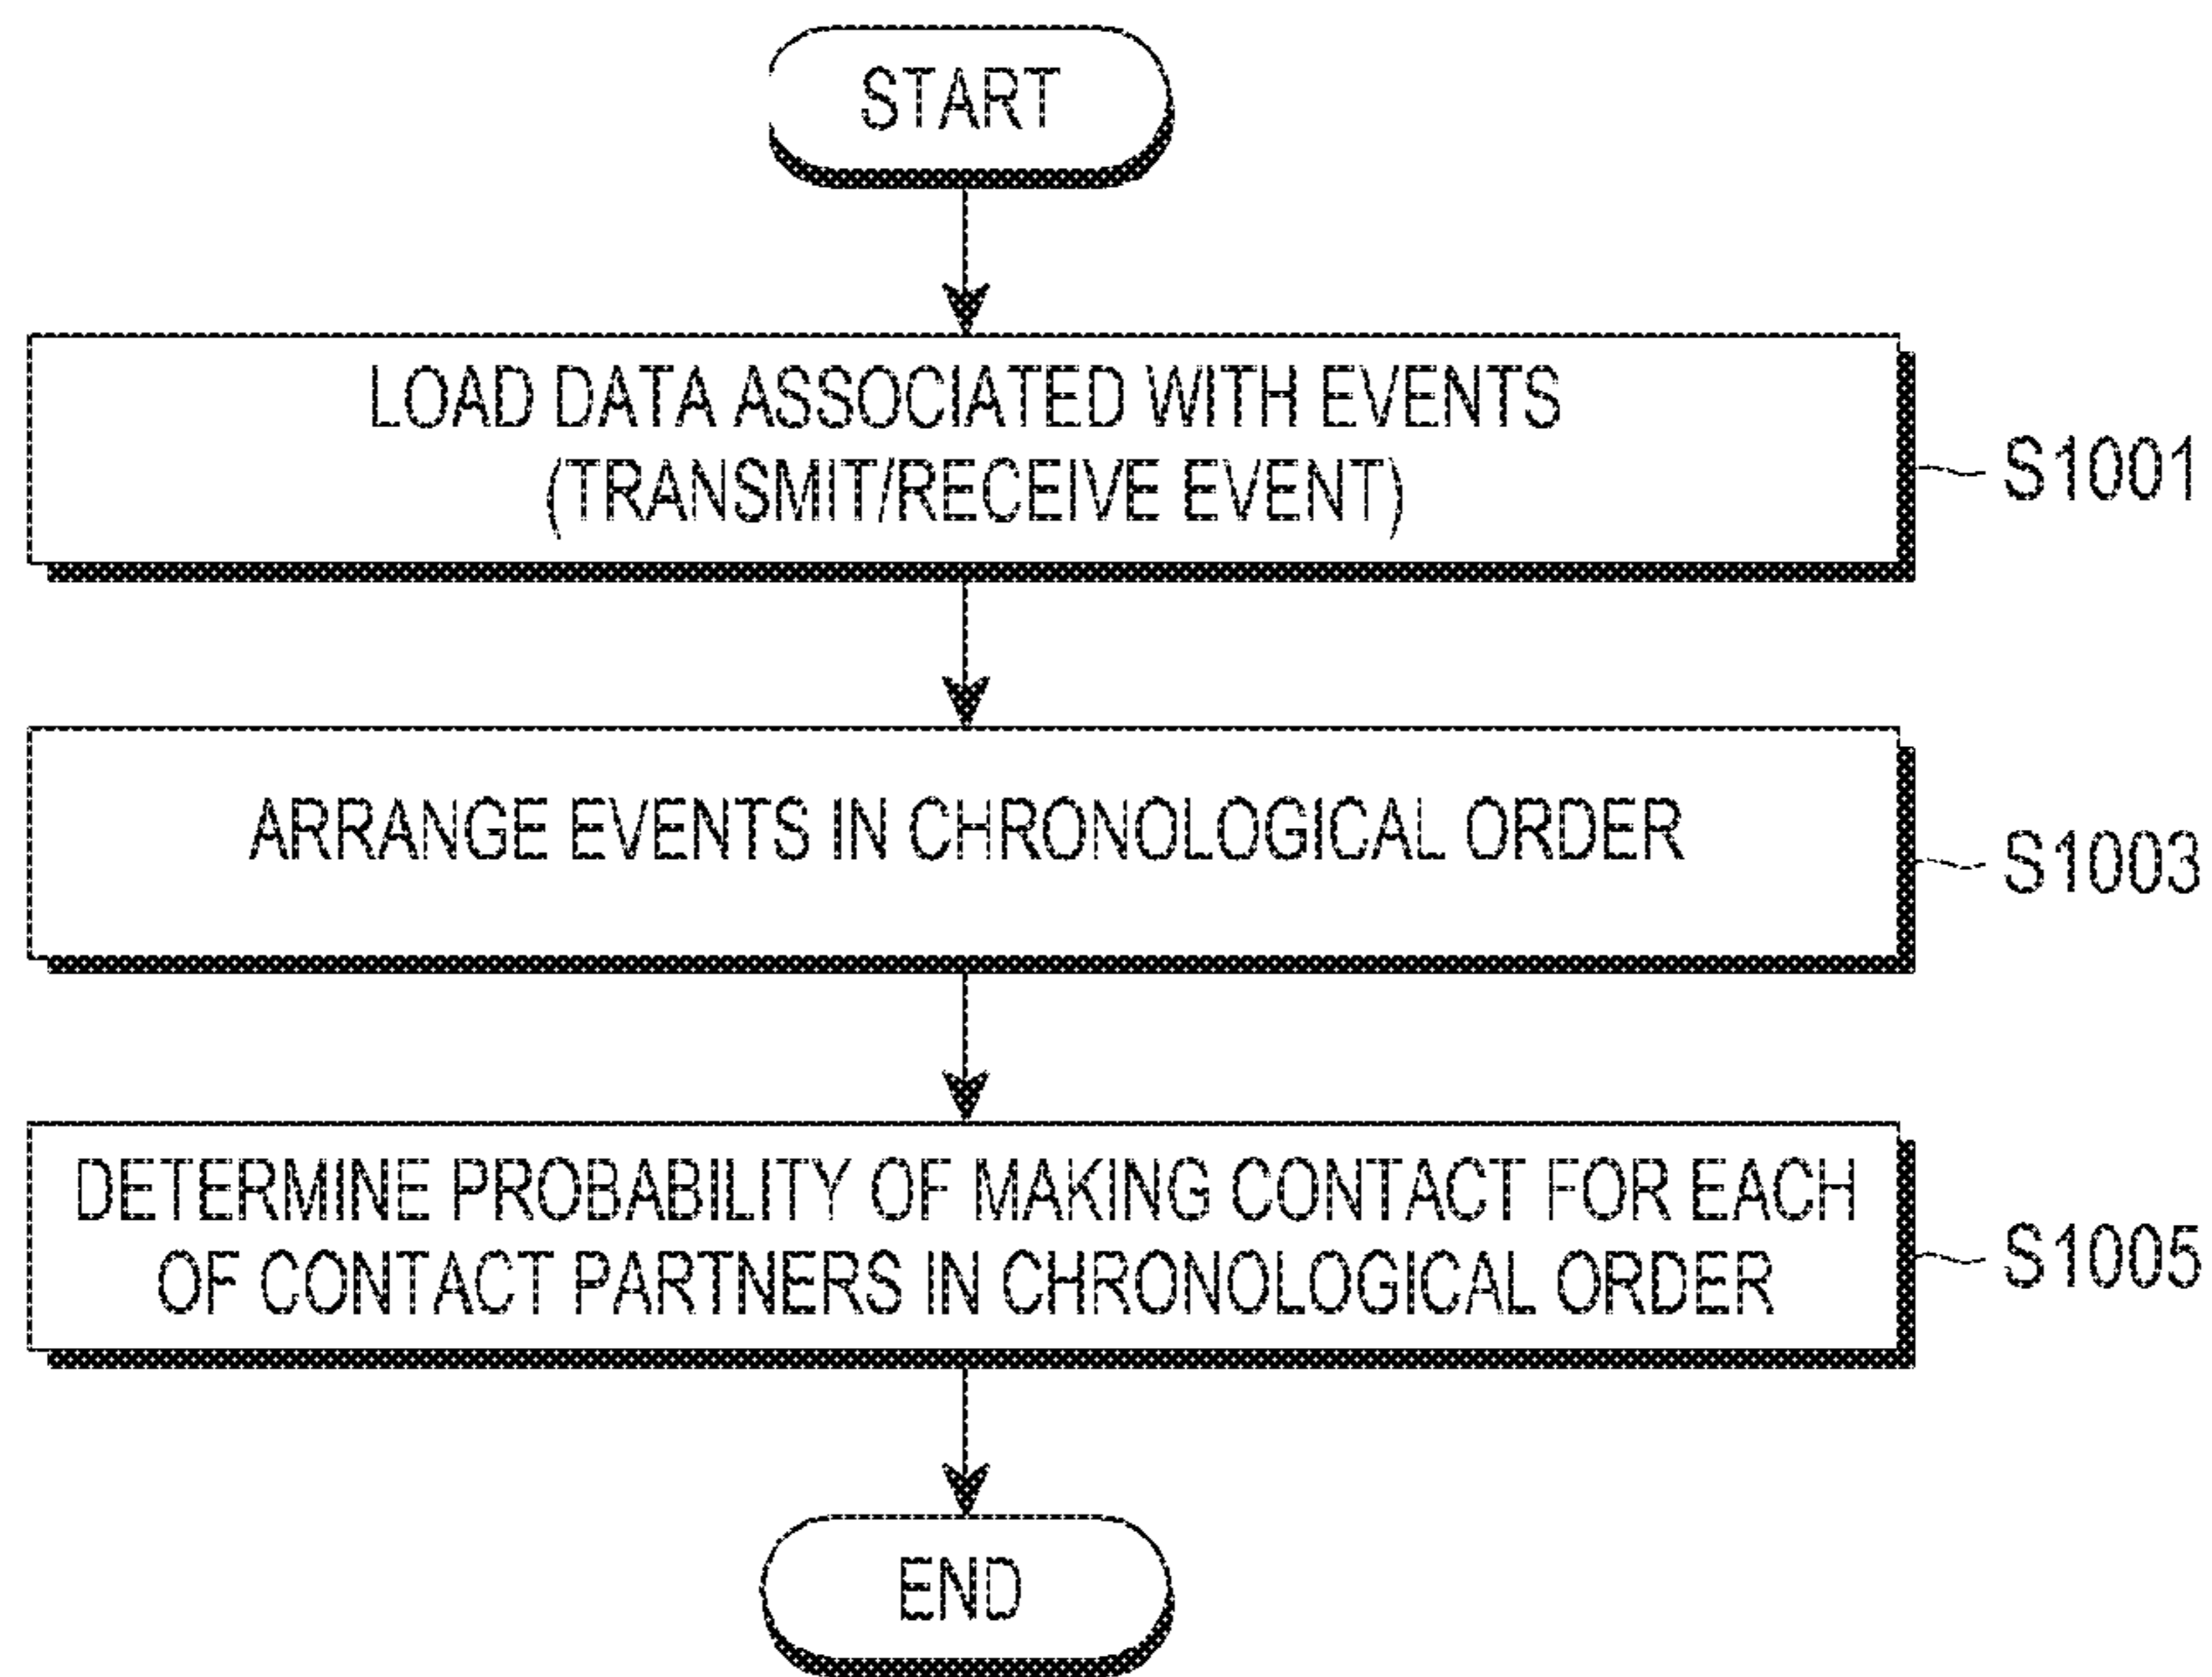 START
LOAD DATA ASSOCIATED WITH EVENTS
(TRANSMIT/RECEIVE EVENT)
S1001
ARRANGE EVENTS IN CHRONOLOGICAL ORDER
S1003
DETERMINE PROBABILITY OF MAKING CONTACT FOR EACH
OF CONTACT PARTNERS IN CHRONOLOGICAL ORDER
S1005
END